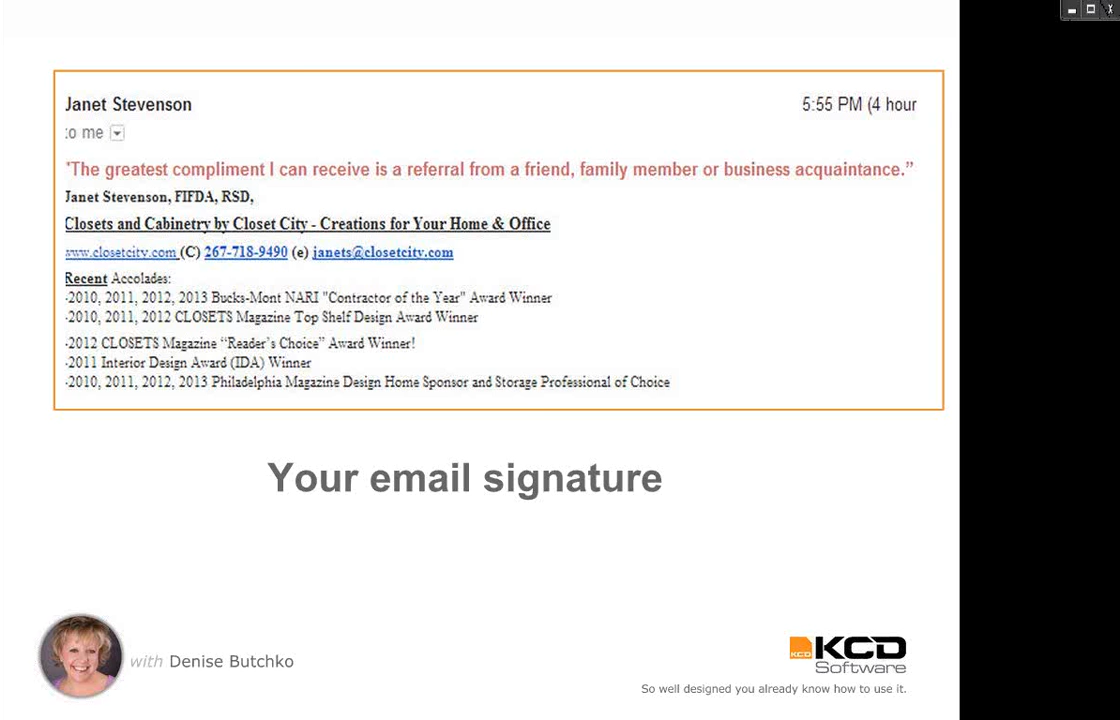 Janet Stevenson 5:55 PM (4 hour
:o me
"The greatest compliment I can receive is a referral from a friend, family member or business acquaintance.”
Janet Stevenson, FIFDA, RSD,
Closets and Cabinetry by Closet City - Creations for Your Home & Office
www.closetcity.com (C) 267-718-9490 (e) janets@closetcity.com
Recent Accolades:
-2010, 2011, 2012, 2013 Bucks-Mont NARI "Contractor of the Year" Award Winner
-2010, 2011, 2012 CLOSETS Magazine Top Shelf Design Award Winner
-2012 CLOSETS Magazine “Reader’s Choice” Award Winner!
-2011 Interior Design Award (IDA) Winner
-2010, 2011, 2012, 2013 Philadelphia Magazine Design Home Sponsor and Storage Professional of Choice
Your email signature
with Denise Butchko
KCD KCD
Software
So well designed you already know how to use it.